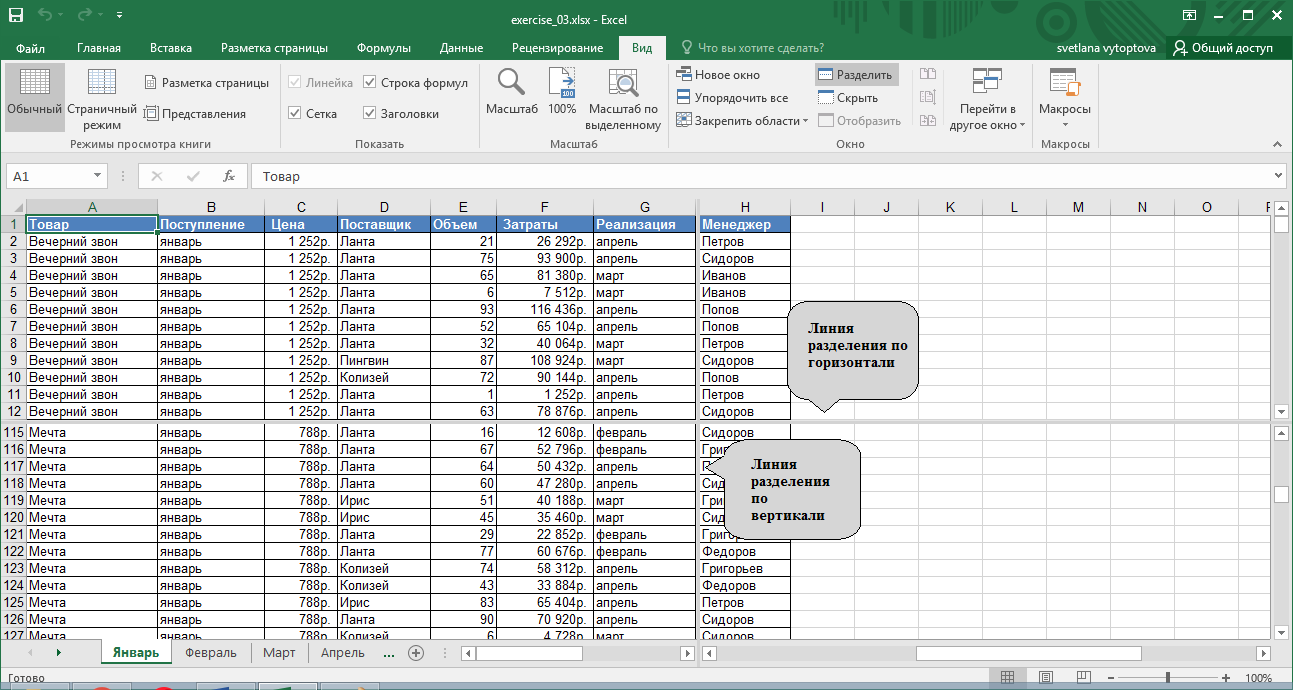 exercise_03.xlsx - Excel
Файл Главная Вставка Разметка страницы Формулы Данные Рецензирование Вид Что вы хотите сделать? svetlana vytoptova Общий доступ
Обычный Страничный режим Разметка страницы Представления
Режимы просмотра книги
Линейка Строка формул
Сетка Заголовки
Показать
Масштаб 100% Масштаб по выделенному
Масштаб
Новое окно Разделить
Упорядочить все Скрыть
Закрепить области Отобразить
Перейти в другое окно
Окно
Макросы
Макросы
A1 fx Товар
A B C D E F G H I J K L M N O
1 Товар Поступление Цена Поставщик Объем Затраты Реализация Менеджер
2 Вечерний звон январь 1 252р. Ланта 21 26 292р. апрель Петров
3 Вечерний звон январь 1 252р. Ланта 75 93 900р. апрель Сидоров
4 Вечерний звон январь 1 252р. Ланта 65 81 380р. март Иванов
5 Вечерний звон январь 1 252р. Ланта 6 7 512р. март Иванов
6 Вечерний звон январь 1 252р. Ланта 93 116 436р. апрель Попов
7 Вечерний звон январь 1 252р. Ланта 52 65 104р. апрель Попов
8 Вечерний звон январь 1 252р. Ланта 32 40 064р. март Петров
9 Вечерний звон январь 1 252р. Пингвин 87 108 924р. март Сидоров
10 Вечерний звон январь 1 252р. Колизей 72 90 144р. апрель Попов
11 Вечерний звон январь 1 252р. Ланта 1 1 252р. апрель Петров
12 Вечерний звон январь 1 252р. Ланта 63 78 876р. апрель Сидоров
Линия
разделения по
горизонтали
115 Мечта январь 788р. Ланта 16 12 608р. февраль Сидоров
116 Мечта январь 788р. Ланта 67 52 796р. февраль
117 Мечта январь 788р. Ланта 64 50 432р. апрель
118 Мечта январь 788р. Ланта 60 47 280р. апрель
119 Мечта январь 788р. Ирис 51 40 188р. март
120 Мечта январь 788р. Ирис 45 35 460р. март
121 Мечта январь 788р. Ланта 29 22 852р. февраль
122 Мечта январь 788р. Ланта 77 60 676р. февраль Федоров
123 Мечта январь 788р. Колизей 74 58 312р. апрель Григорьев
124 Мечта январь 788р. Колизей 43 33 884р. апрель Федоров
125 Мечта январь 788р. Ирис 83 65 404р. апрель Петров
126 Мечта январь 788р. Ланта 90 70 920р. апрель Сидоров
127 Мечта январь 788р. Колизей 6 4 728р. март Сидоров
Линия
разделения
по
вертикали
Январь Февраль Март Апрель ...
Готово 100%